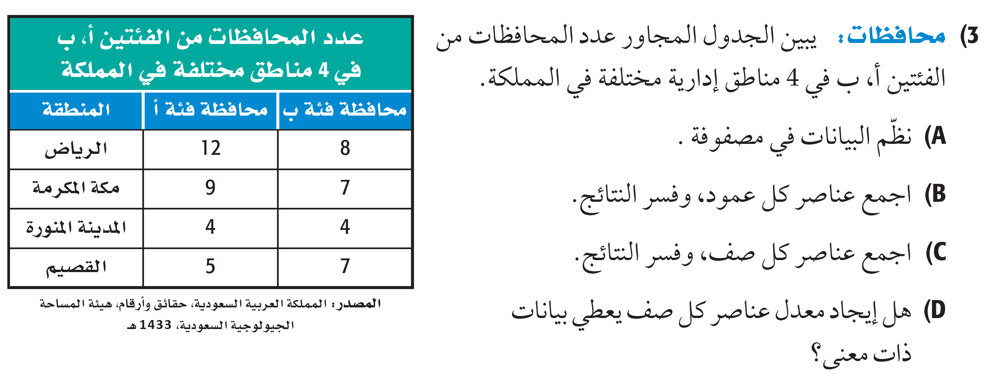 3) محافظات: يبين الجدول المجاور عدد المحافظات من
الفئتين أ، ب في 4 مناطق إدارية مختلفة في المملكة.
A) نظّم البيانات في مصفوفة .
B) اجمع عناصر كل عمود، وفسر النتائج.
C) اجمع عناصر كل صف، وفسر النتائج.
D) هل إيجاد معدل عناصر كل صف يعطي بيانات
ذات معنى؟
عدد المحافظات من الفئتين أ، ب
في 4 مناطق مختلفة في المملكة
المنطقة محافظة فئة أ محافظة فئة ب
الرياض 12 8
مكة المكرمة 9 7
المدينة المنورة 4 4
القصيم 5 7
المصدر: المملكة العربية السعودية، حقائق وأرقام، هيئة المساحة
الجيولوجية السعودية، 1433 هـ